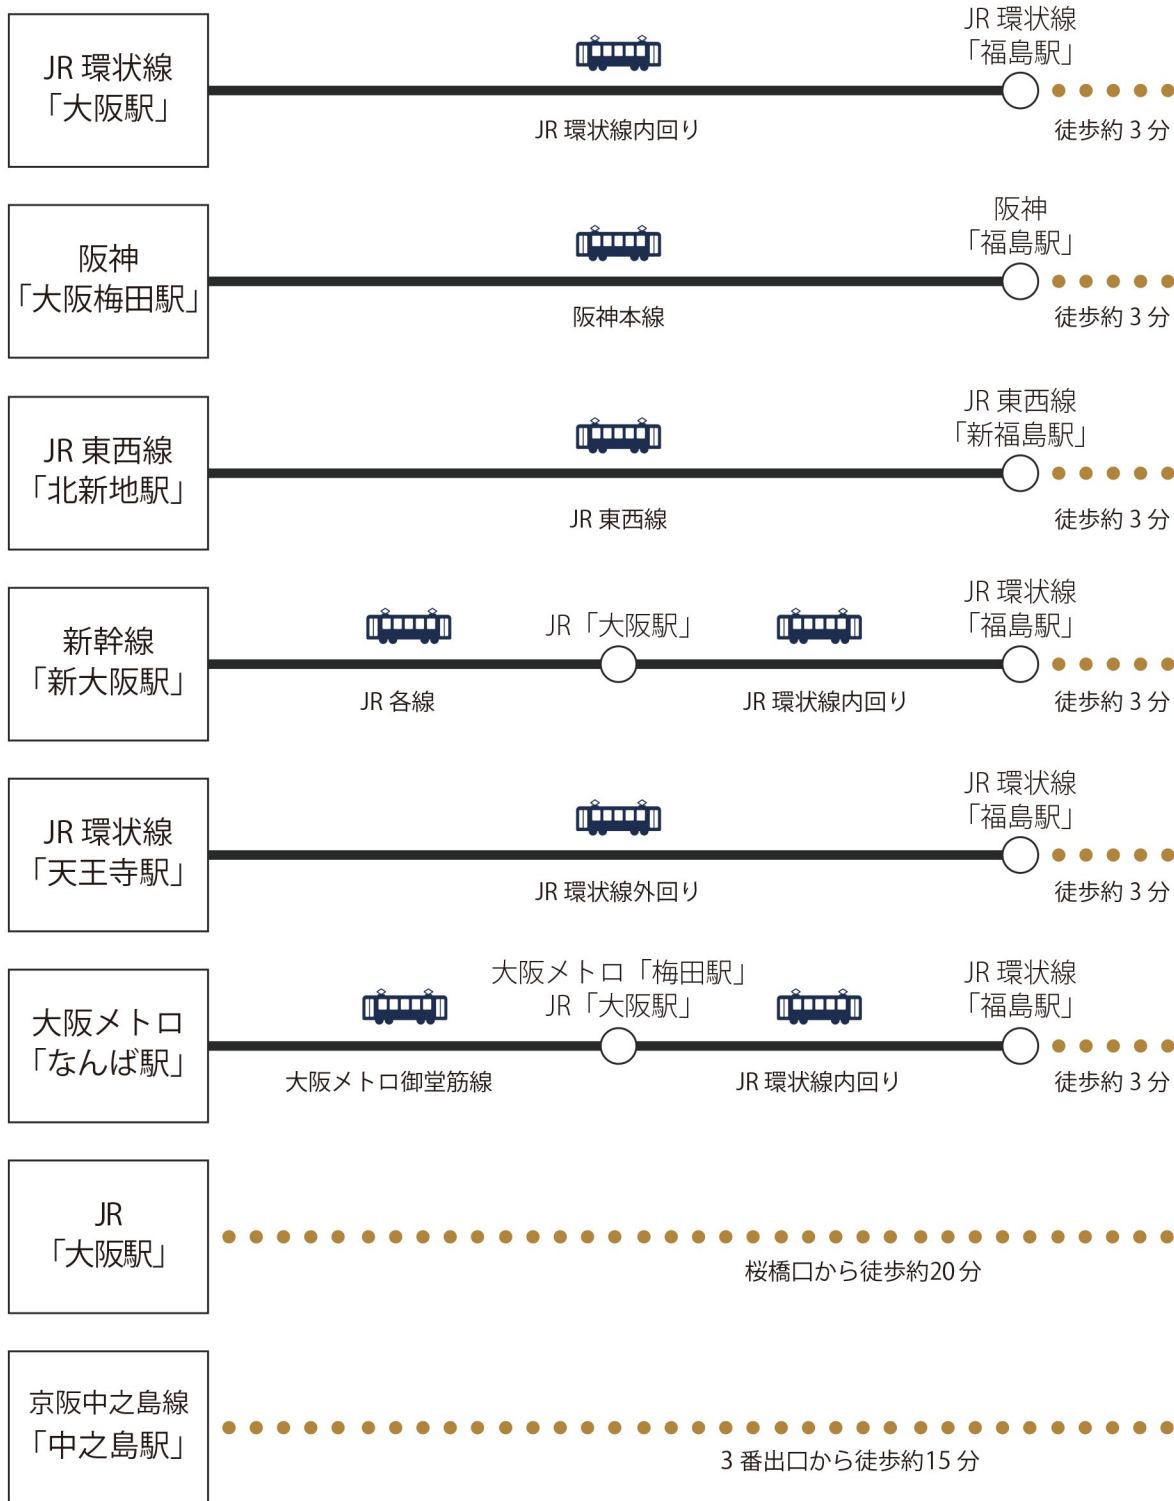 JR 環状線
「大阪駅」
JR 環状線内回り
JR 環状線
「福島駅」
徒歩約 3 分
阪神
「大阪梅田駅」
阪神本線
阪神
「福島駅」
徒歩約 3 分
JR 東西線
「北新地駅」
JR 東西線
JR 東西線
「新福島駅」
徒歩約 3 分
新幹線
「新大阪駅」
JR 各線
JR「大阪駅」
JR 環状線内回り
JR 環状線
「福島駅」
徒歩約 3 分
JR 環状線
「天王寺駅」
JR 環状線外回り
JR 環状線
「福島駅」
徒歩約 3 分
大阪メトロ
「なんば駅」
大阪メトロ御堂筋線
大阪メトロ「梅田駅」
JR「大阪駅」
JR 環状線内回り
JR 環状線
「福島駅」
徒歩約 3 分
JR
「大阪駅」
桜橋口から徒歩約20 分
京阪中之島線
「中之島駅」
3 番出口から徒歩約15 分